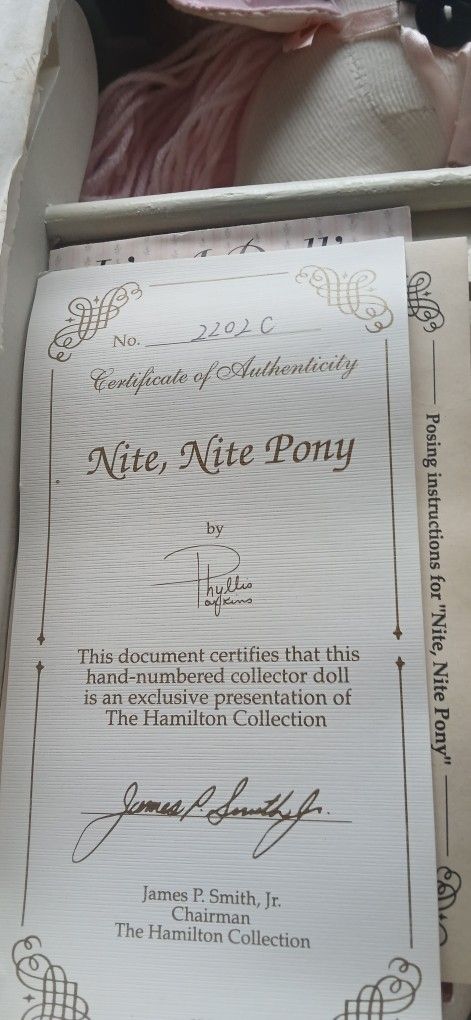 No. 2202 C
Certificate of Authenticity
Nite, Nite Pony
by
Phyllis
Parkins
This document certifies that this
hand-numbered collector doll
is an exclusive presentation of
The Hamilton Collection
James P. Smith, Jr.
James P. Smith, Jr.
Chairman
The Hamilton Collection
Posing instructions for "Nite, Nite Pony"